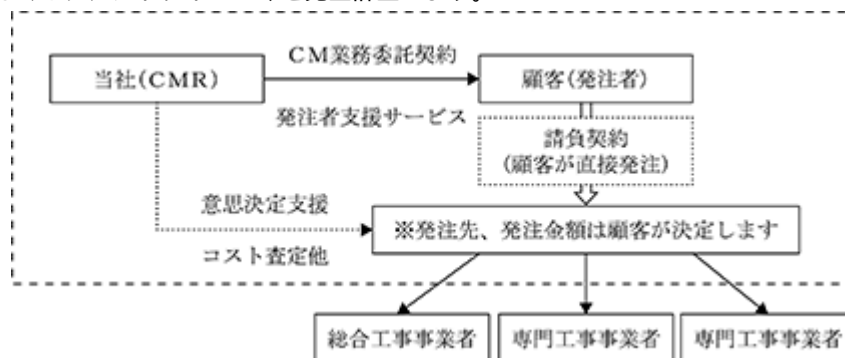 CM業務委託契約
当社(CMR)
顧客(発注者)
発注者支援サービス
請負契約
(顧客が直接発注)
意思決定支援
※発注先、発注金額は顧客が決定します
コスト査定他
総合工事事業者
専門工事事業者
専門工事事業者